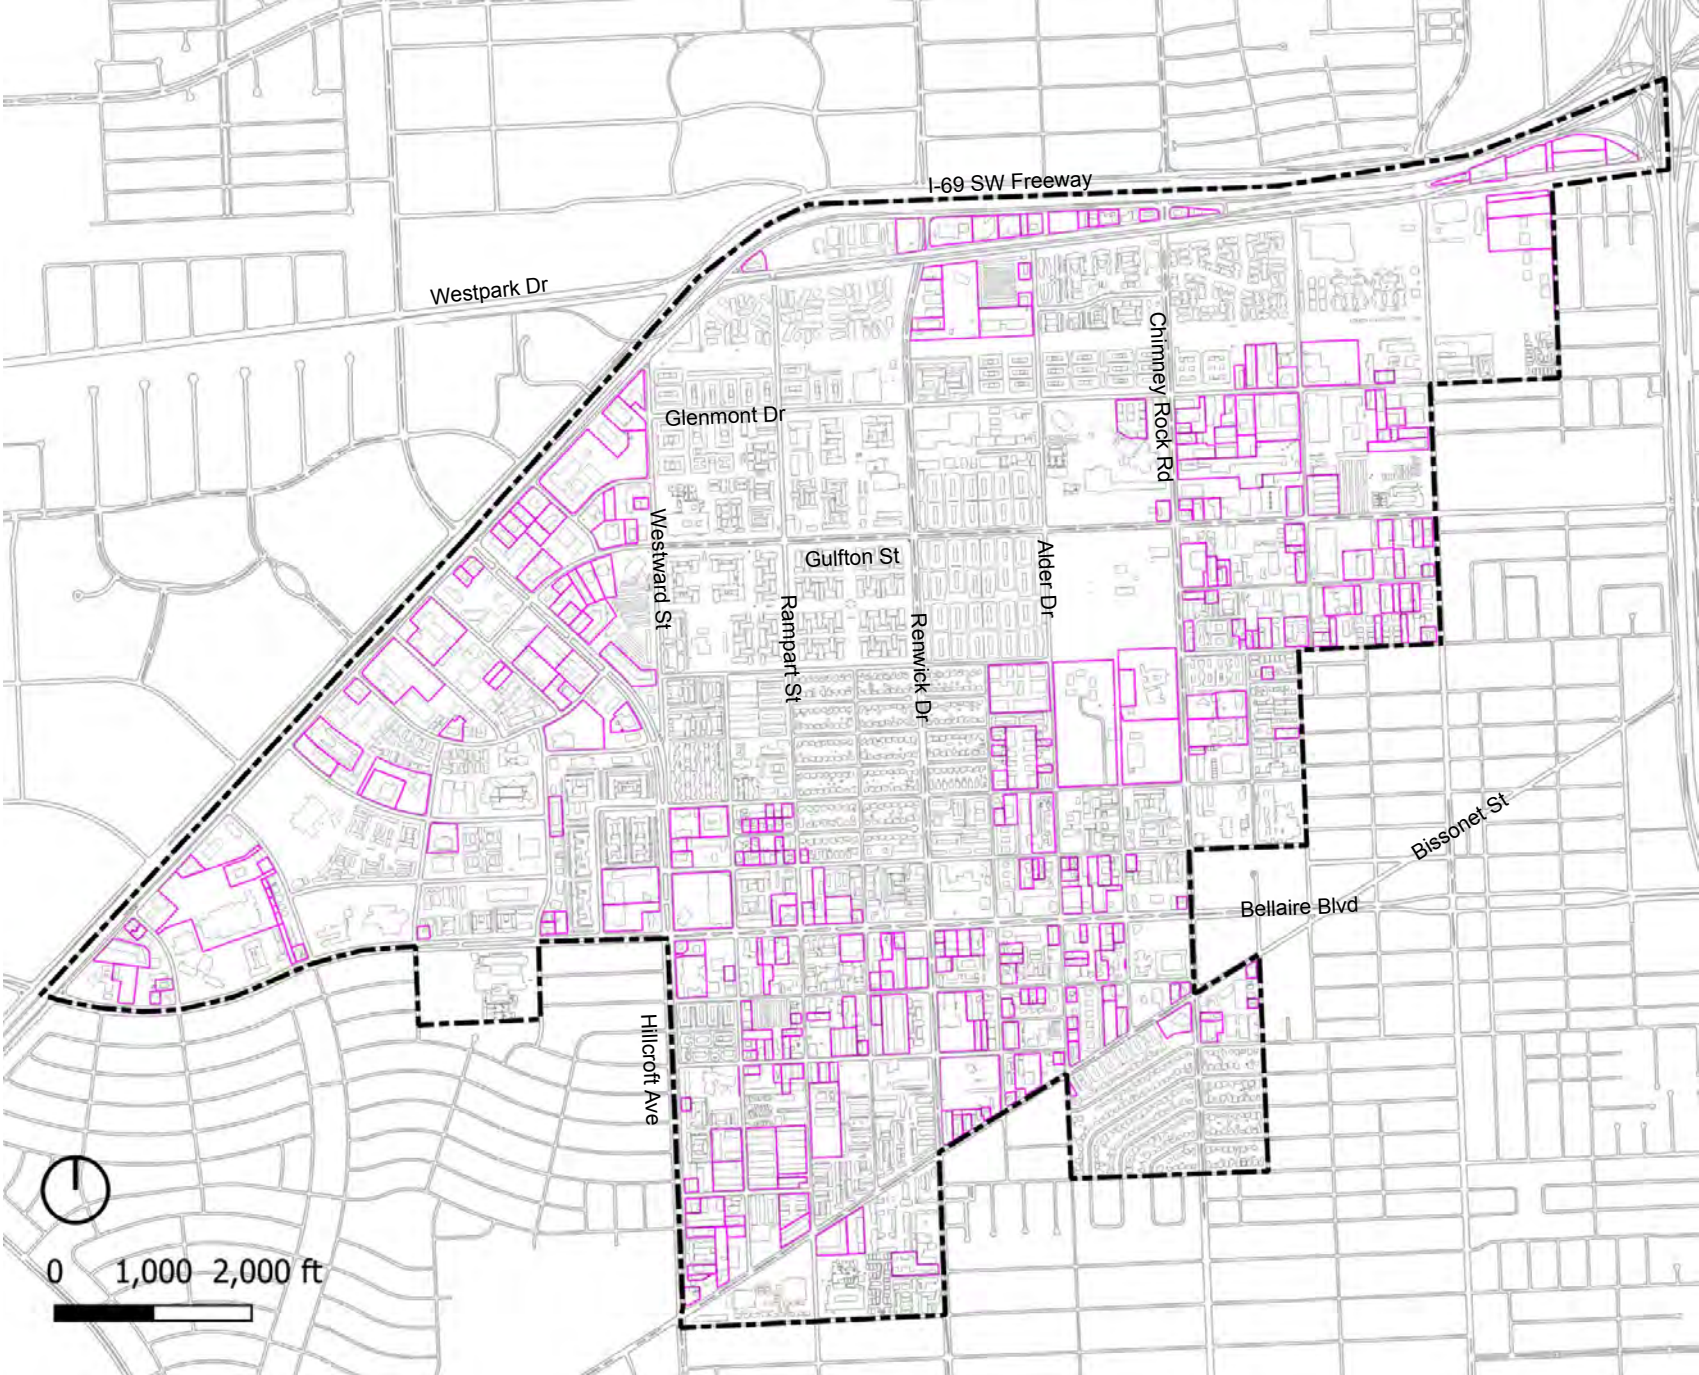 I-69 SW Freeway
Westpark Dr
Chimney Rock Rd
Glenmont Dr
Westward St
Gulfton St
Alder Dr
Rampart St
Renwick Dr
Bissonet St
Bellaire Blvd
Hillcroft Ave
0 1,000 2,000 ft